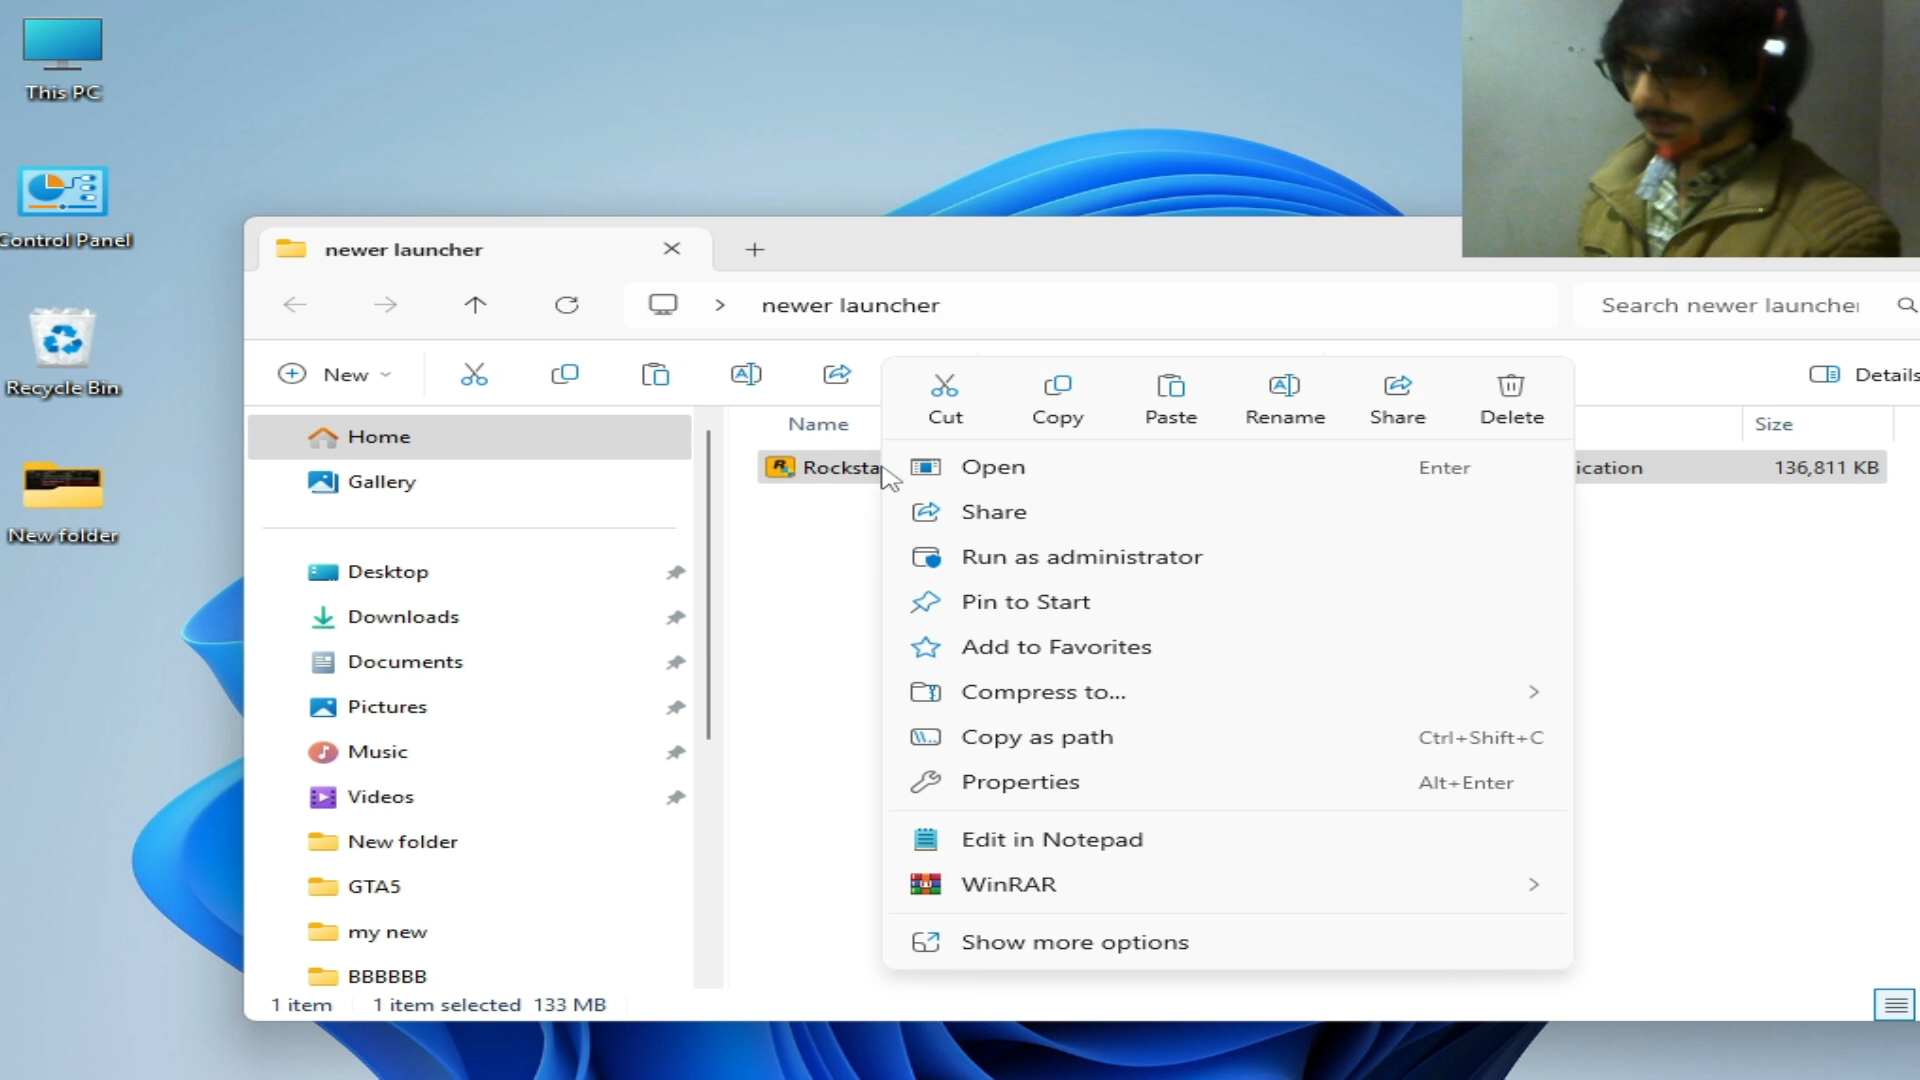 This PC
Control Panel
Recycle Bin
New folder
newer launcher
newer launcher
Search newer launcher
New
Details
Name
Size
Rocksta
ication
136,811 KB
Cut
Copy
Paste
Rename
Share
Delete
Open Enter
Share
Run as administrator
Pin to Start
Add to Favorites
Compress to...
Copy as path Ctrl+Shift+C
Properties Alt+Enter
Edit in Notepad
WinRAR
Show more options
Home
Gallery
Desktop
Downloads
Documents
Pictures
Music
Videos
New folder
GTA5
my new
BBBBBB
1 item
1 item selected 133 MB